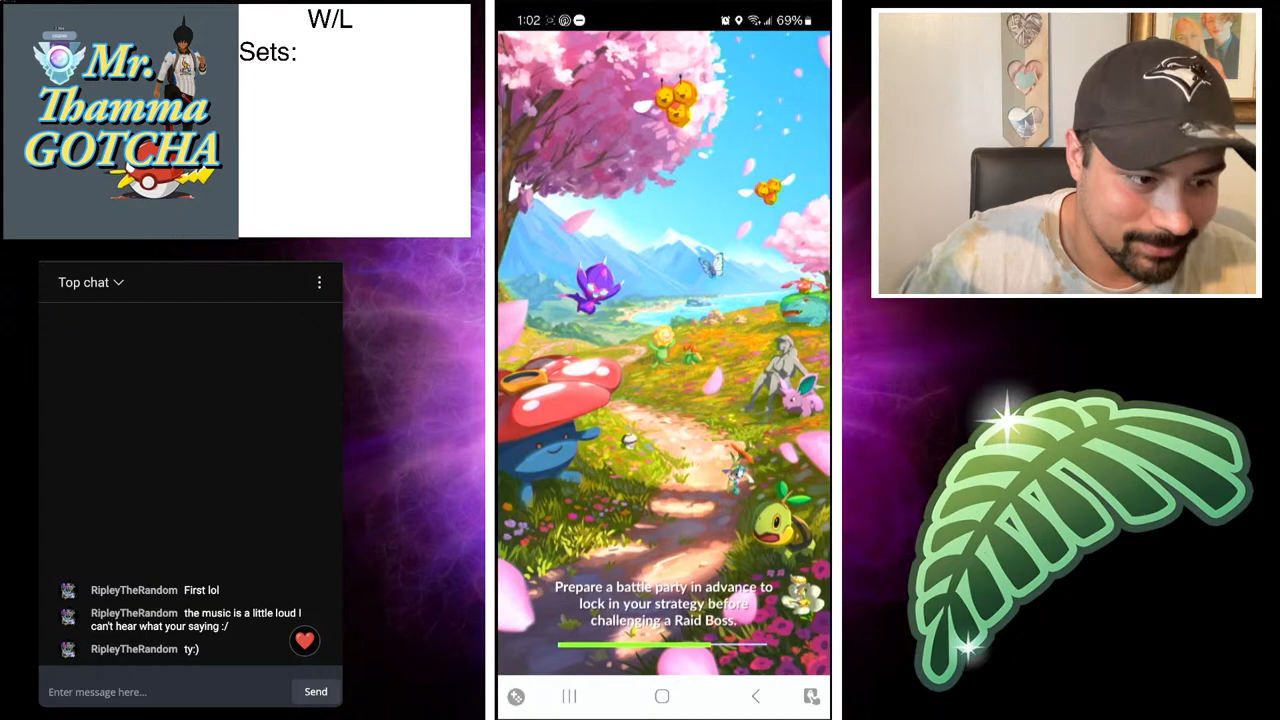 Mr.
Thamma
GOTCHA
W/L
Sets:
Top chat
RipleyTheRandom First lol
RipleyTheRandom the music is a little loud I
can't hear what your saying :/
RipleyTheRandom ty:)
Enter message here...
Send
1:02
69%
Prepare a battle party in advance to
lock in your strategy before
challenging a Raid Boss.